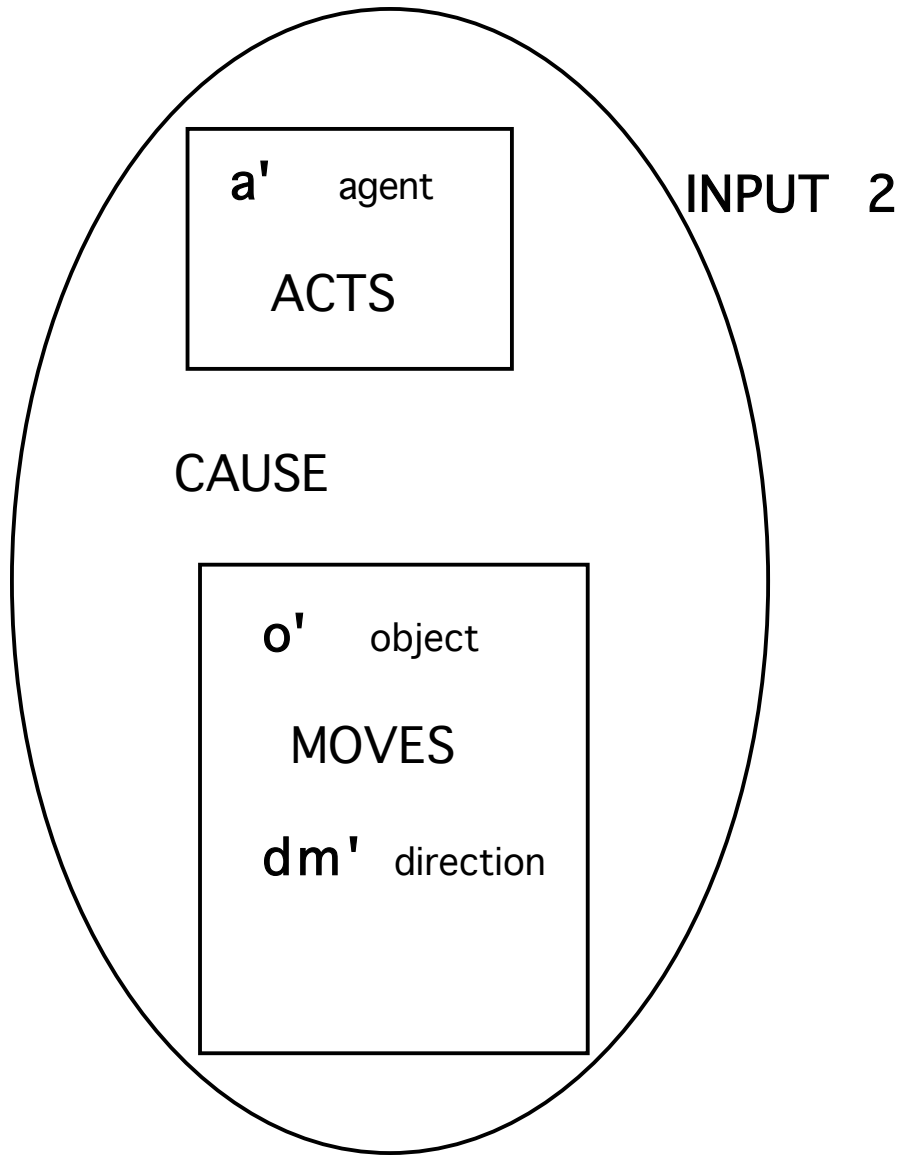 a' agent
INPUT 2
ACTS
CAUSE
o' object
MOVES
dm' direction